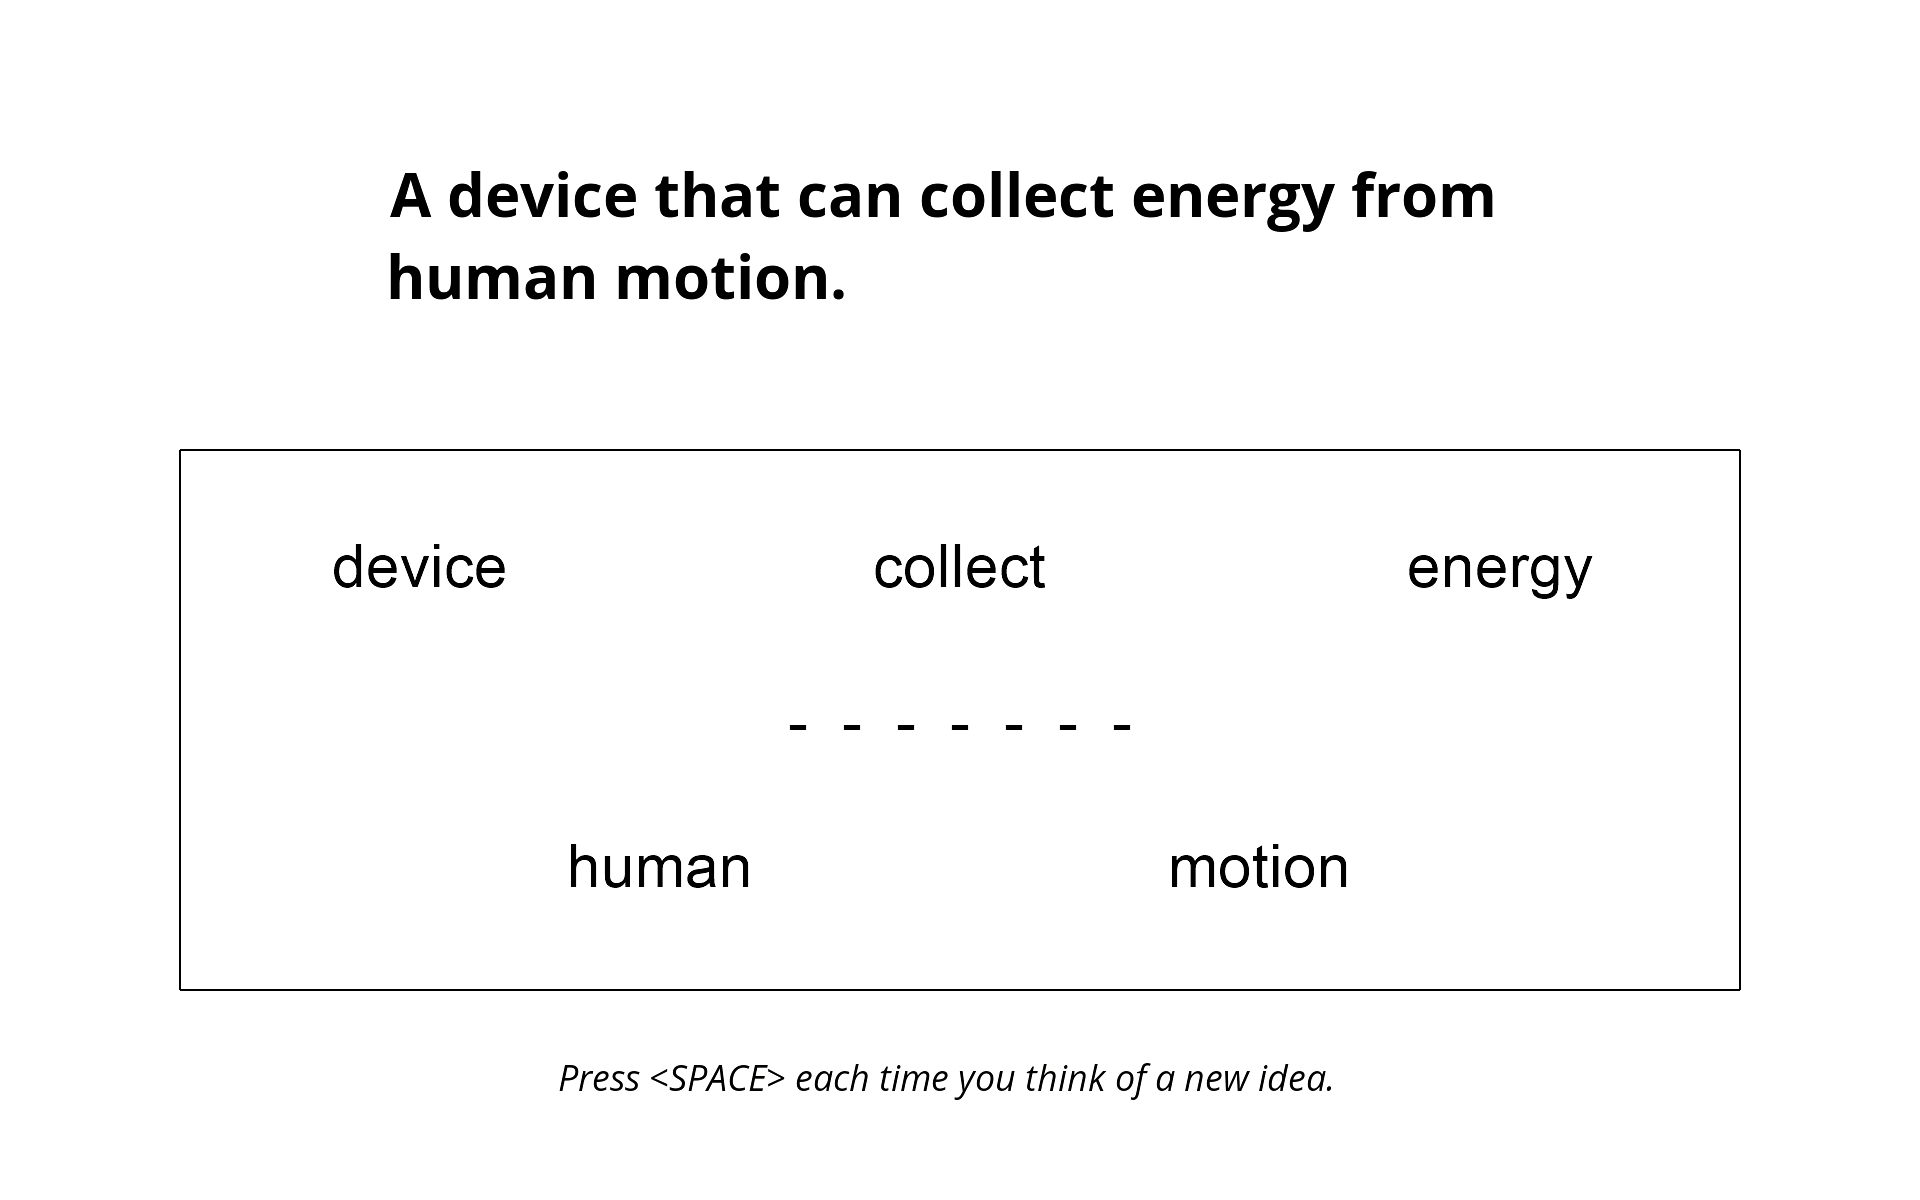 A device that can collect energy from
human motion.
device collect energy
- - - - - - -
human motion
Press <SPACE> each time you think of a new idea.